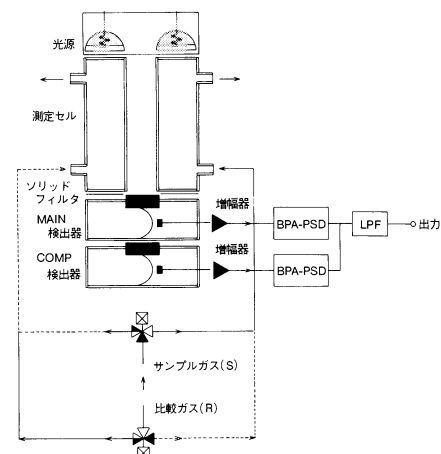 光源
測定セル
ソリッド
フィルタ
MAIN
検出器
増幅器
BPA-PSD
LPF
出力
COMP
検出器
増幅器
BPA-PSD
サンプルガス(S)
比較ガス(R)